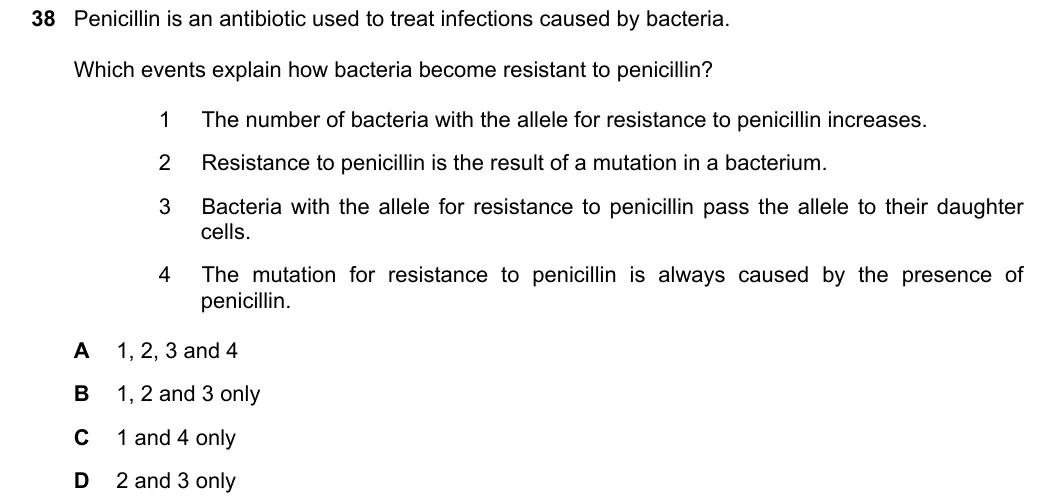 38 Penicillin is an antibiotic used to treat infections caused by bacteria.
Which events explain how bacteria become resistant to penicillin?
1 The number of bacteria with the allele for resistance to penicillin increases.
2 Resistance to penicillin is the result of a mutation in a bacterium.
3 Bacteria with the allele for resistance to penicillin pass the allele to their daughter
cells.
4 The mutation for resistance to penicillin is always caused by the presence of
penicillin.
A 1, 2, 3 and 4
B 1, 2 and 3 only
C 1 and 4 only
D 2 and 3 only